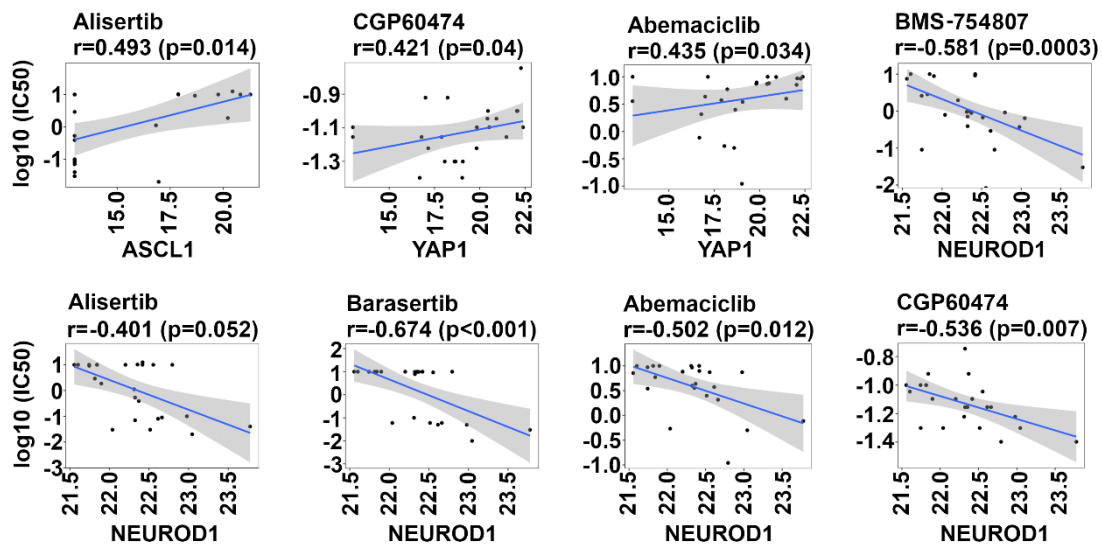 Alisertib
r=0.493 (p=0.014)
CGP60474
r=0.421 (p=0.04)
Abemaciclib
r=0.435 (p=0.034)
BMS-754807
r=-0.581 (p=0.0003)
log10 (IC50)
1
0
-1
15.0
17.5
20.0
ASCL1
-0.9
-1.1
-1.3
15.0
17.5
20.0
22.5
YAP1
1.0
0.5
0.0
-0.5
-1.0
15.0
17.5
20.0
22.5
YAP1
1
0
-1
-2
21.5
22.0
22.5
23.0
23.5
NEUROD1
Alisertib
r=-0.401 (p=0.052)
Barasertib
r=-0.674 (p<0.001)
Abemaciclib
r=-0.502 (p=0.012)
CGP60474
r=-0.536 (p=0.007)
log10 (IC50)
1
0
-1
-2
-3
21.5
22.0
22.5
23.0
23.5
NEUROD1
2
1
0
-1
-2
-3
21.5
22.0
22.5
23.0
23.5
NEUROD1
1.0
0.5
0.0
-0.5
-1.0
21.5
22.0
22.5
23.0
23.5
NEUROD1
-0.8
-1.0
-1.2
-1.4
21.5
22.0
22.5
23.0
23.5
NEUROD1